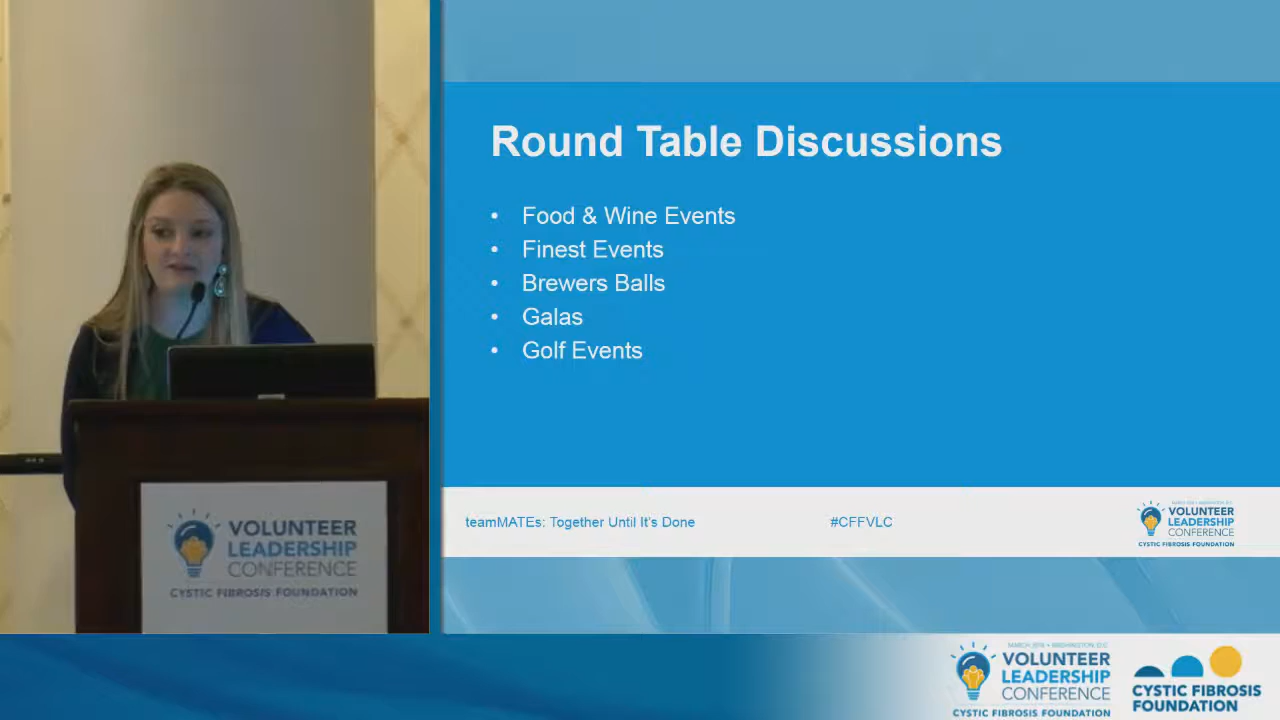 Round Table Discussions
• Food & Wine Events
• Finest Events
• Brewers Balls
• Galas
• Golf Events
teamMATEs: Together Until It's Done
#CFFVLC
VOLUNTEER
LEADERSHIP
CONFERENCE
CYSTIC FIBROSIS FOUNDATION
VOLUNTEER
LEADERSHIP
CONFERENCE
CYSTIC FIBROSIS FOUNDATION
VOLUNTEER
LEADERSHIP
CONFERENCE
CYSTIC FIBROSIS FOUNDATION
CYSTIC FIBROSIS
FOUNDATION